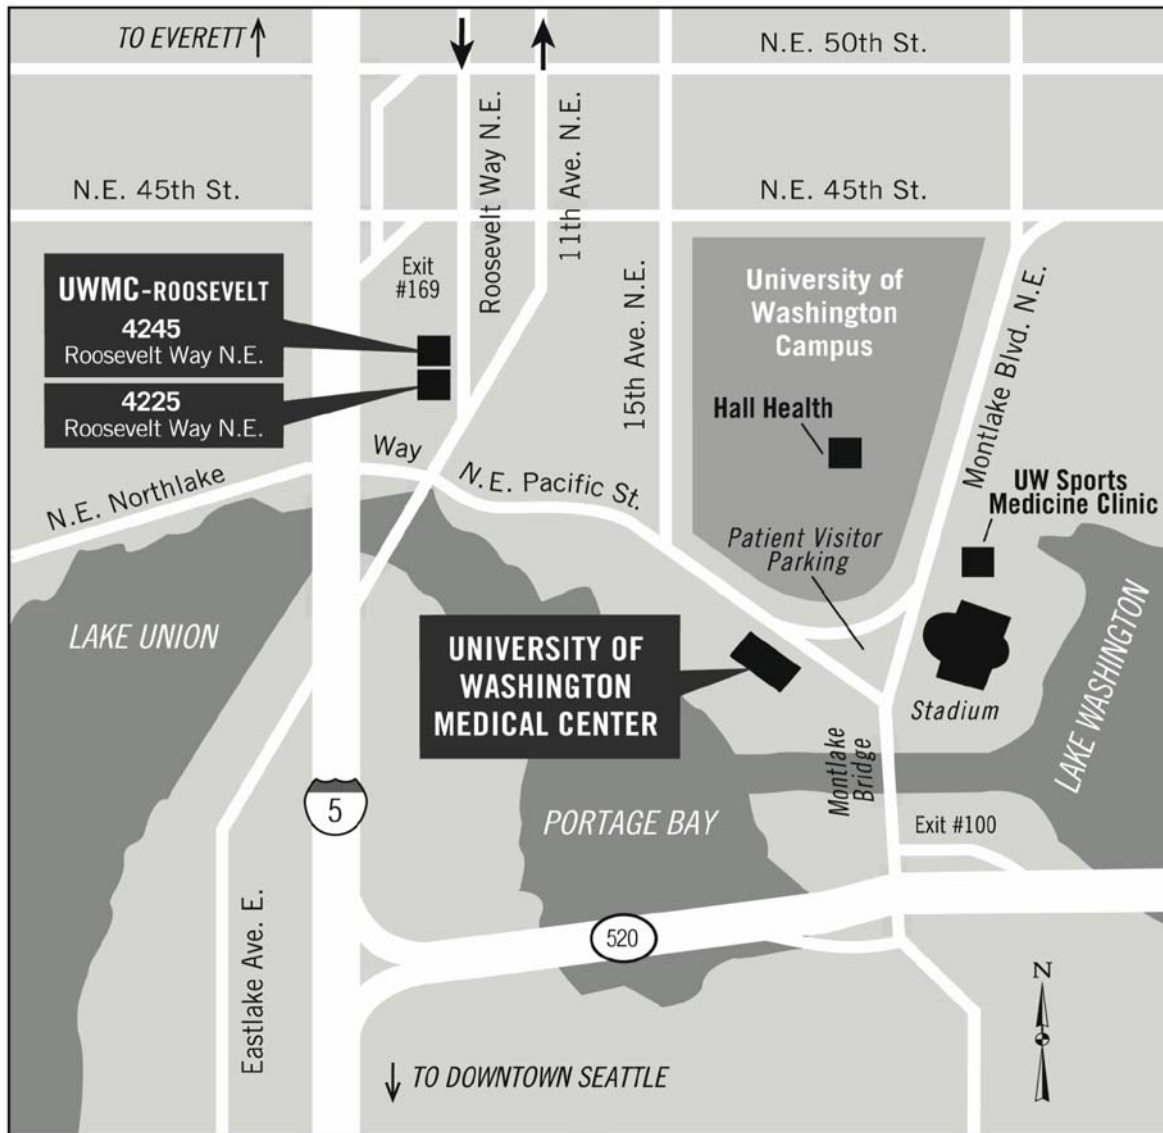 TO EVERETT
N.E. 50th St.
Roosevelt Way N.E.
11th Ave. N.E.
N.E. 45th St.
N.E. 45th St.
Exit
#169
UWMC-ROOSEVELT
4245
Roosevelt Way N.E.
4225
Roosevelt Way N.E.
15th Ave. N.E.
University of
Washington
Campus
Hall Health
Montlake Blvd. N.E.
UW Sports
Medicine Clinic
N.E. Northlake
Way
N.E. Pacific St.
Patient Visitor
Parking
LAKE UNION
UNIVERSITY OF
WASHINGTON
MEDICAL CENTER
Stadium
LAKE WASHINGTON
Montlake
Bridge
5
PORTAGE BAY
Exit #100
Eastlake Ave. E.
520
N
TO DOWNTOWN SEATTLE